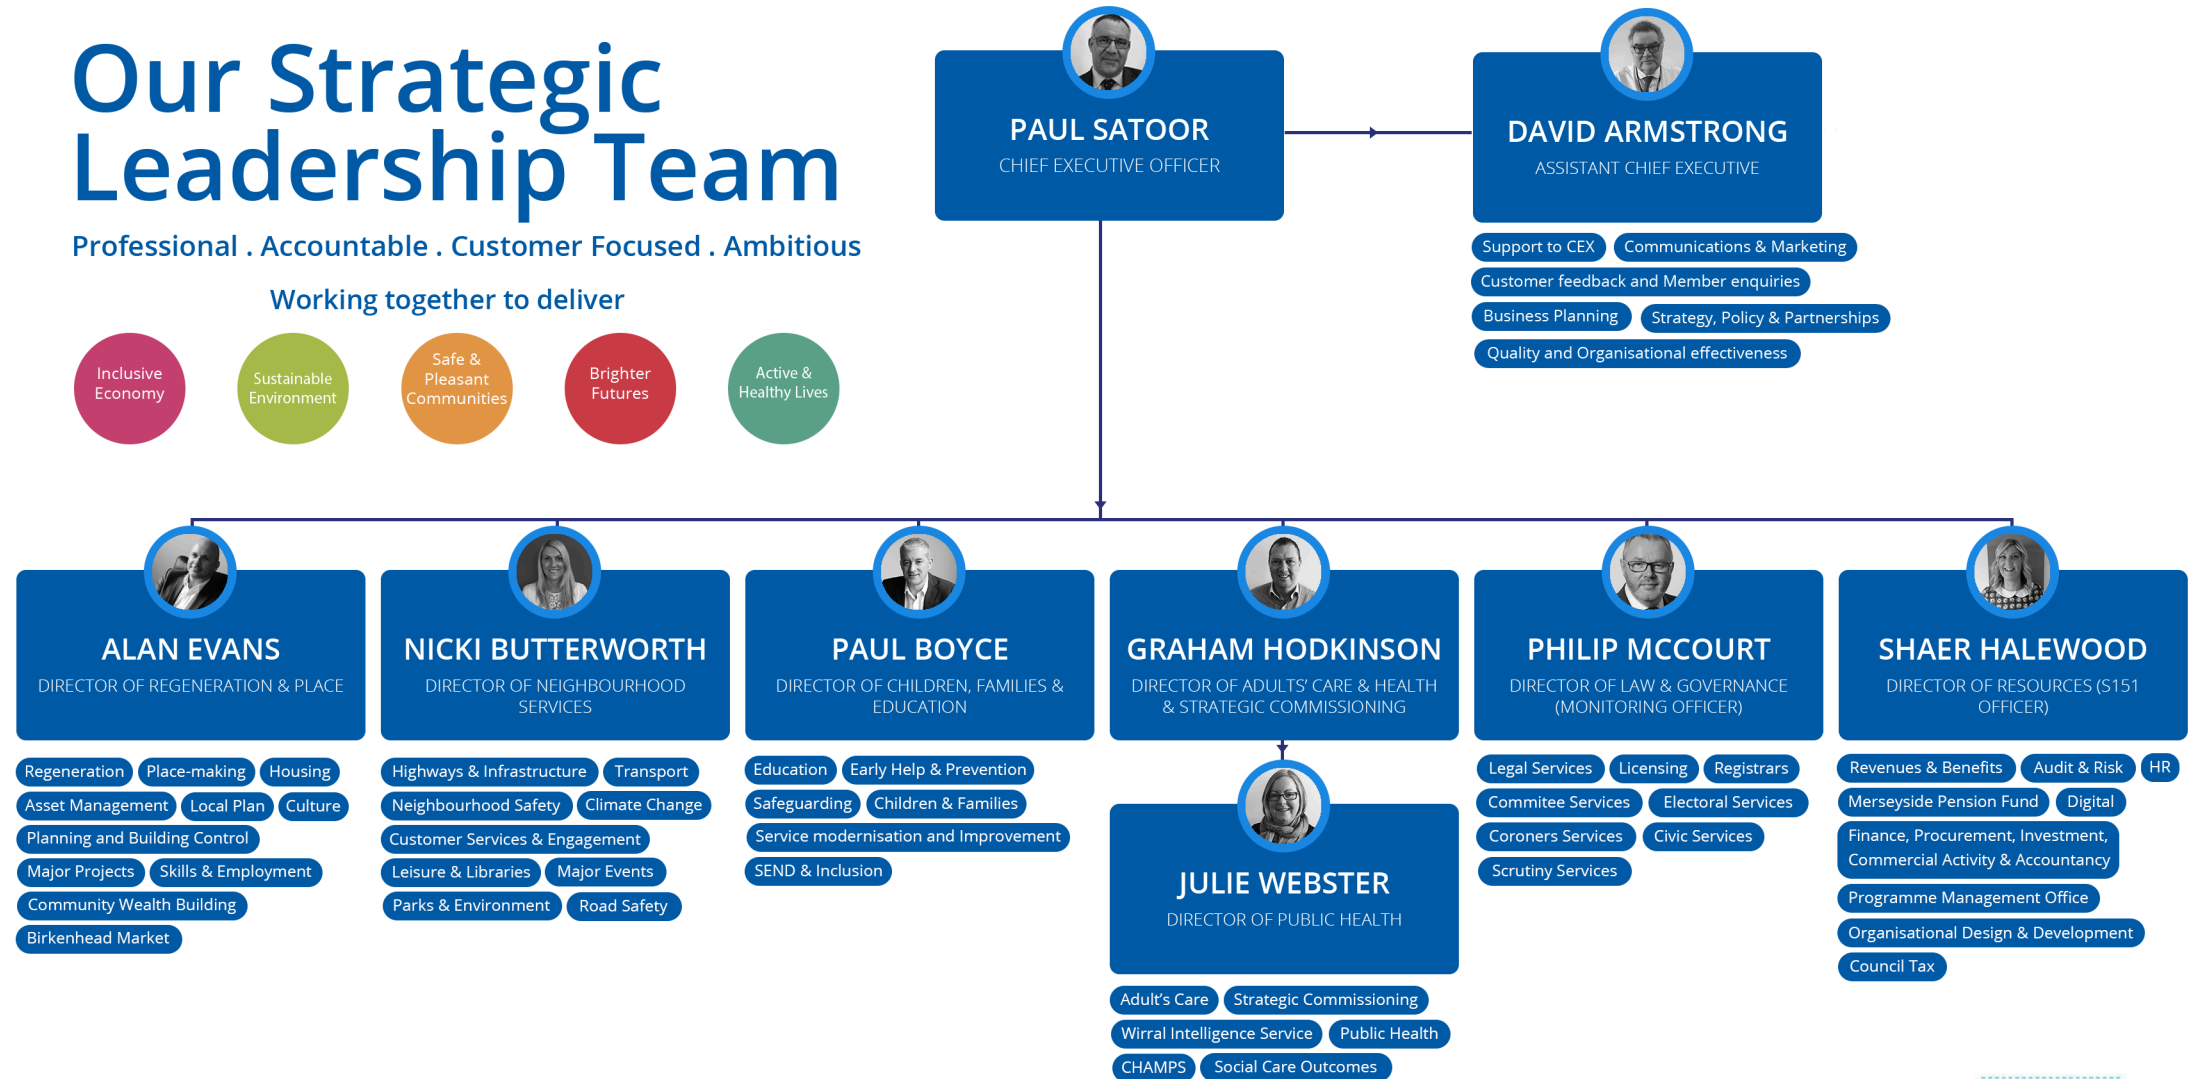 Our Strategic
Leadership Team
Professional . Accountable . Customer Focused . Ambitious
Working together to deliver
Inclusive
Economy
Sustainable
Environment
Safe &
Pleasant
Communities
Brighter
Futures
Active &
Healthy Lives
PAUL SATOOR
CHIEF EXECUTIVE OFFICER
DAVID ARMSTRONG
ASSISTANT CHIEF EXECUTIVE
Support to CEX
Communications & Marketing
Customer feedback and Member enquiries
Business Planning
Strategy, Policy & Partnerships
Quality and Organisational effectiveness
ALAN EVANS
DIRECTOR OF REGENERATION & PLACE
Regeneration
Place-making
Housing
Asset Management
Local Plan
Culture
Planning and Building Control
Major Projects
Skills & Employment
Community Wealth Building
Birkenhead Market
NICKI BUTTERWORTH
DIRECTOR OF NEIGHBOURHOOD
SERVICES
Highways & Infrastructure
Transport
Neighbourhood Safety
Climate Change
Customer Services & Engagement
Leisure & Libraries
Major Events
Parks & Environment
Road Safety
PAUL BOYCE
DIRECTOR OF CHILDREN, FAMILIES &
EDUCATION
Education
Early Help & Prevention
Safeguarding
Children & Families
Service modernisation and Improvement
SEND & Inclusion
GRAHAM HODKINSON
DIRECTOR OF ADULTS’ CARE & HEALTH
& STRATEGIC COMMISSIONING
JULIE WEBSTER
DIRECTOR OF PUBLIC HEALTH
Adult’s Care
Strategic Commissioning
Wirral Intelligence Service
Public Health
CHAMPS
Social Care Outcomes
PHILIP MCCOURT
DIRECTOR OF LAW & GOVERNANCE
(MONITORING OFFICER)
Legal Services
Licensing
Registrars
Commitee Services
Electoral Services
Coroners Services
Civic Services
Scrutiny Services
SHAER HALEWOOD
DIRECTOR OF RESOURCES (S151
OFFICER)
Revenues & Benefits
Audit & Risk
HR
Merseyside Pension Fund
Digital
Finance, Procurement, Investment,
Commercial Activity & Accountancy
Programme Management Office
Organisational Design & Development
Council Tax